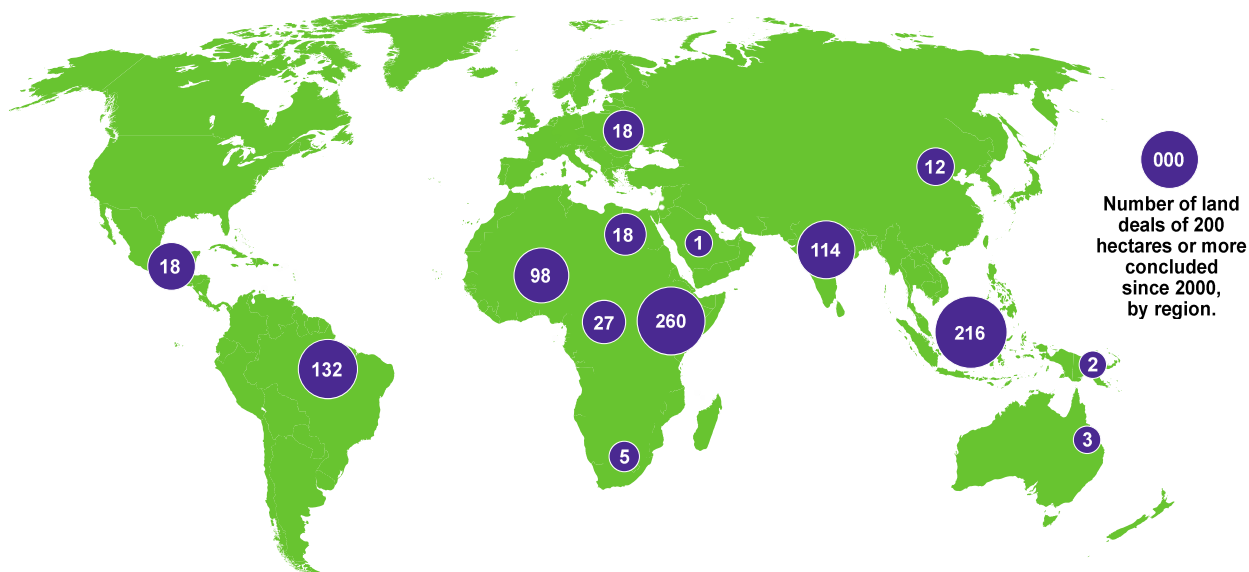 18
12
000
Number of land
deals of 200
hectares or more
concluded
since 2000,
by region.
18
1
114
18
98
27
260
216
132
2
3
5